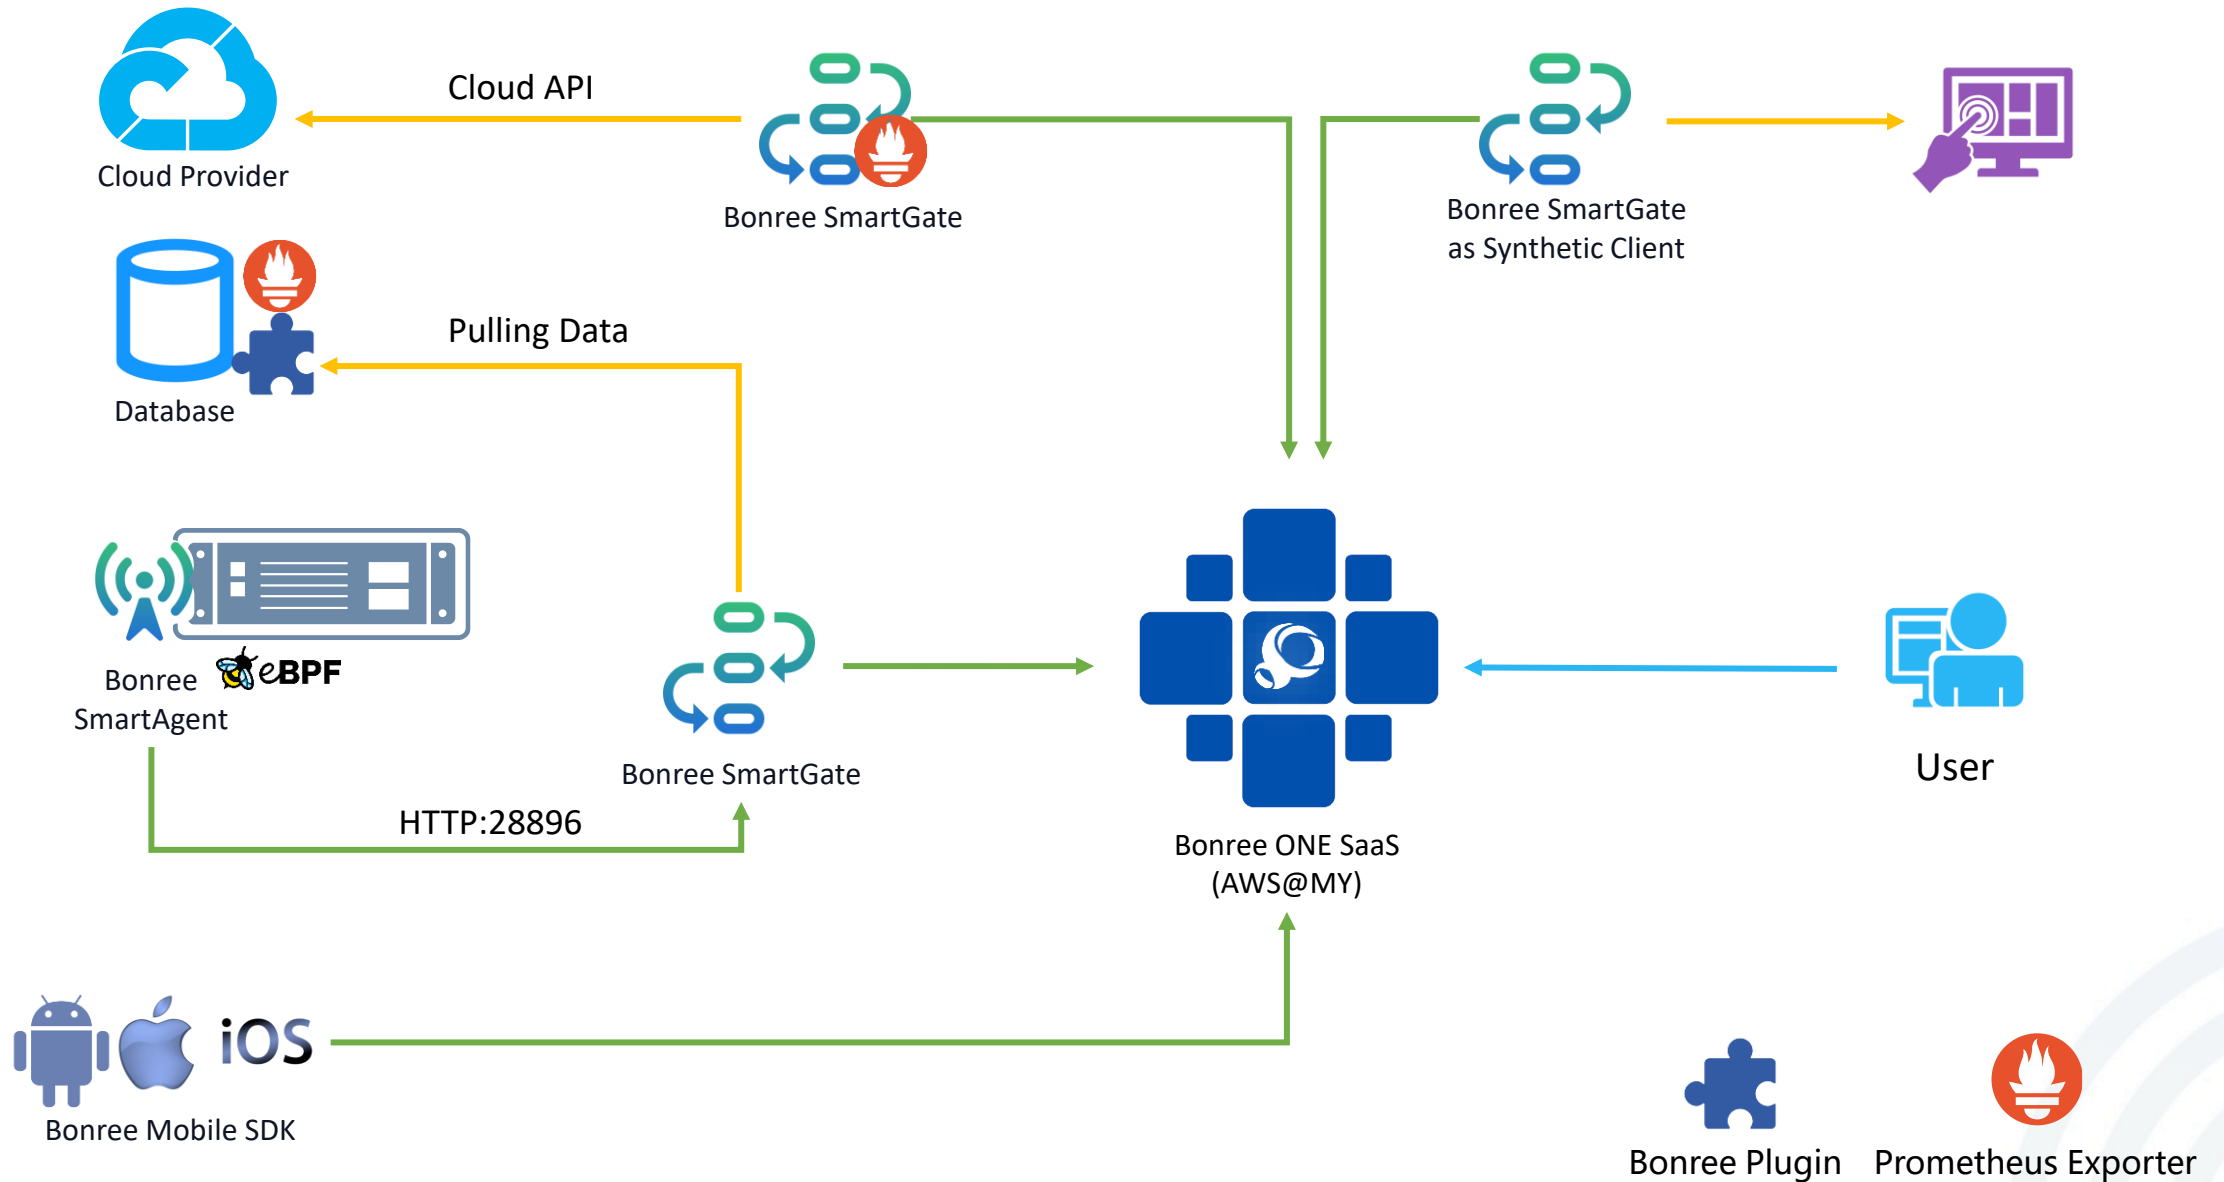 Cloud API
Cloud Provider
Bonree SmartGate
Bonree SmartGate
as Synthetic Client
Pulling Data
Database
Bonree
SmartAgent
eBPF
Bonree SmartGate
HTTP:28896
User
Bonree ONE SaaS
(AWS@MY)
iOS
Bonree Mobile SDK
Bonree Plugin
Prometheus Exporter